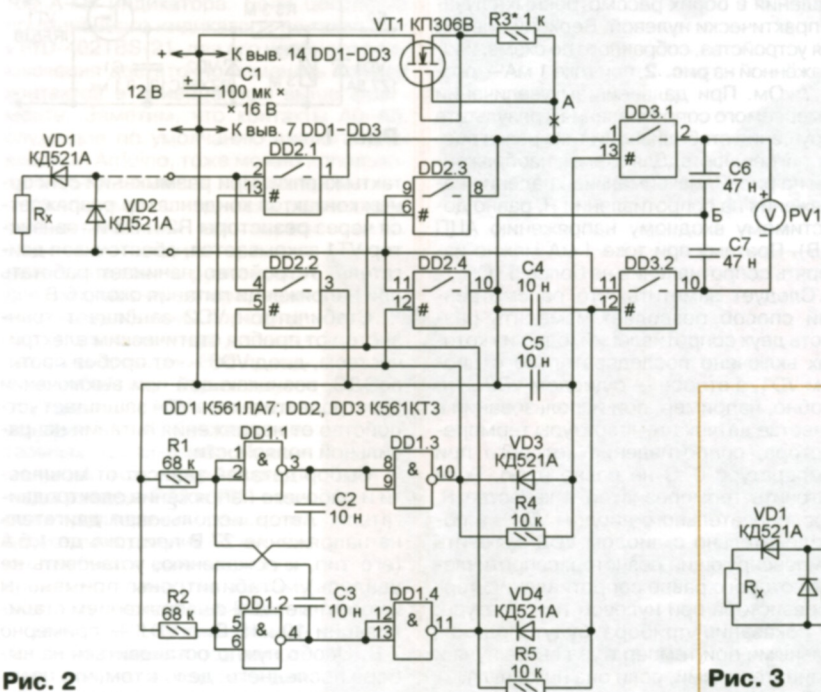 VT1 КП306В
R3* 1 к
К выв. 14 DD1–DD3
12 В
C1
100 мк ×
× 16 В
К выв. 7 DD1–DD3
А
VD1
КД521А
Rx
VD2
КД521А
DD2.1
2
13
1
#
DD2.3
9
6
8
#
DD3.1
1
13
2
#
C6
47 н
Б
V
PV1
C7
47 н
DD2.2
4
5
3
#
DD2.4
11
12
10
#
C4
10 н
DD3.2
11
12
10
#
C5
10 н
DD1 К561ЛА7; DD2, DD3 К561КТ3
R1
68 к
DD1.1
1
2
&
3
DD1.3
8
9
&
10
VD3
КД521А
C2
10 н
R4
10 к
R2
68 к
DD1.2
5
6
&
4
C3
10 н
DD1.4
12
13
&
11
VD4
КД521А
R5
10 к
VD1
КД521А
Rx
Рис. 2
Рис. 3